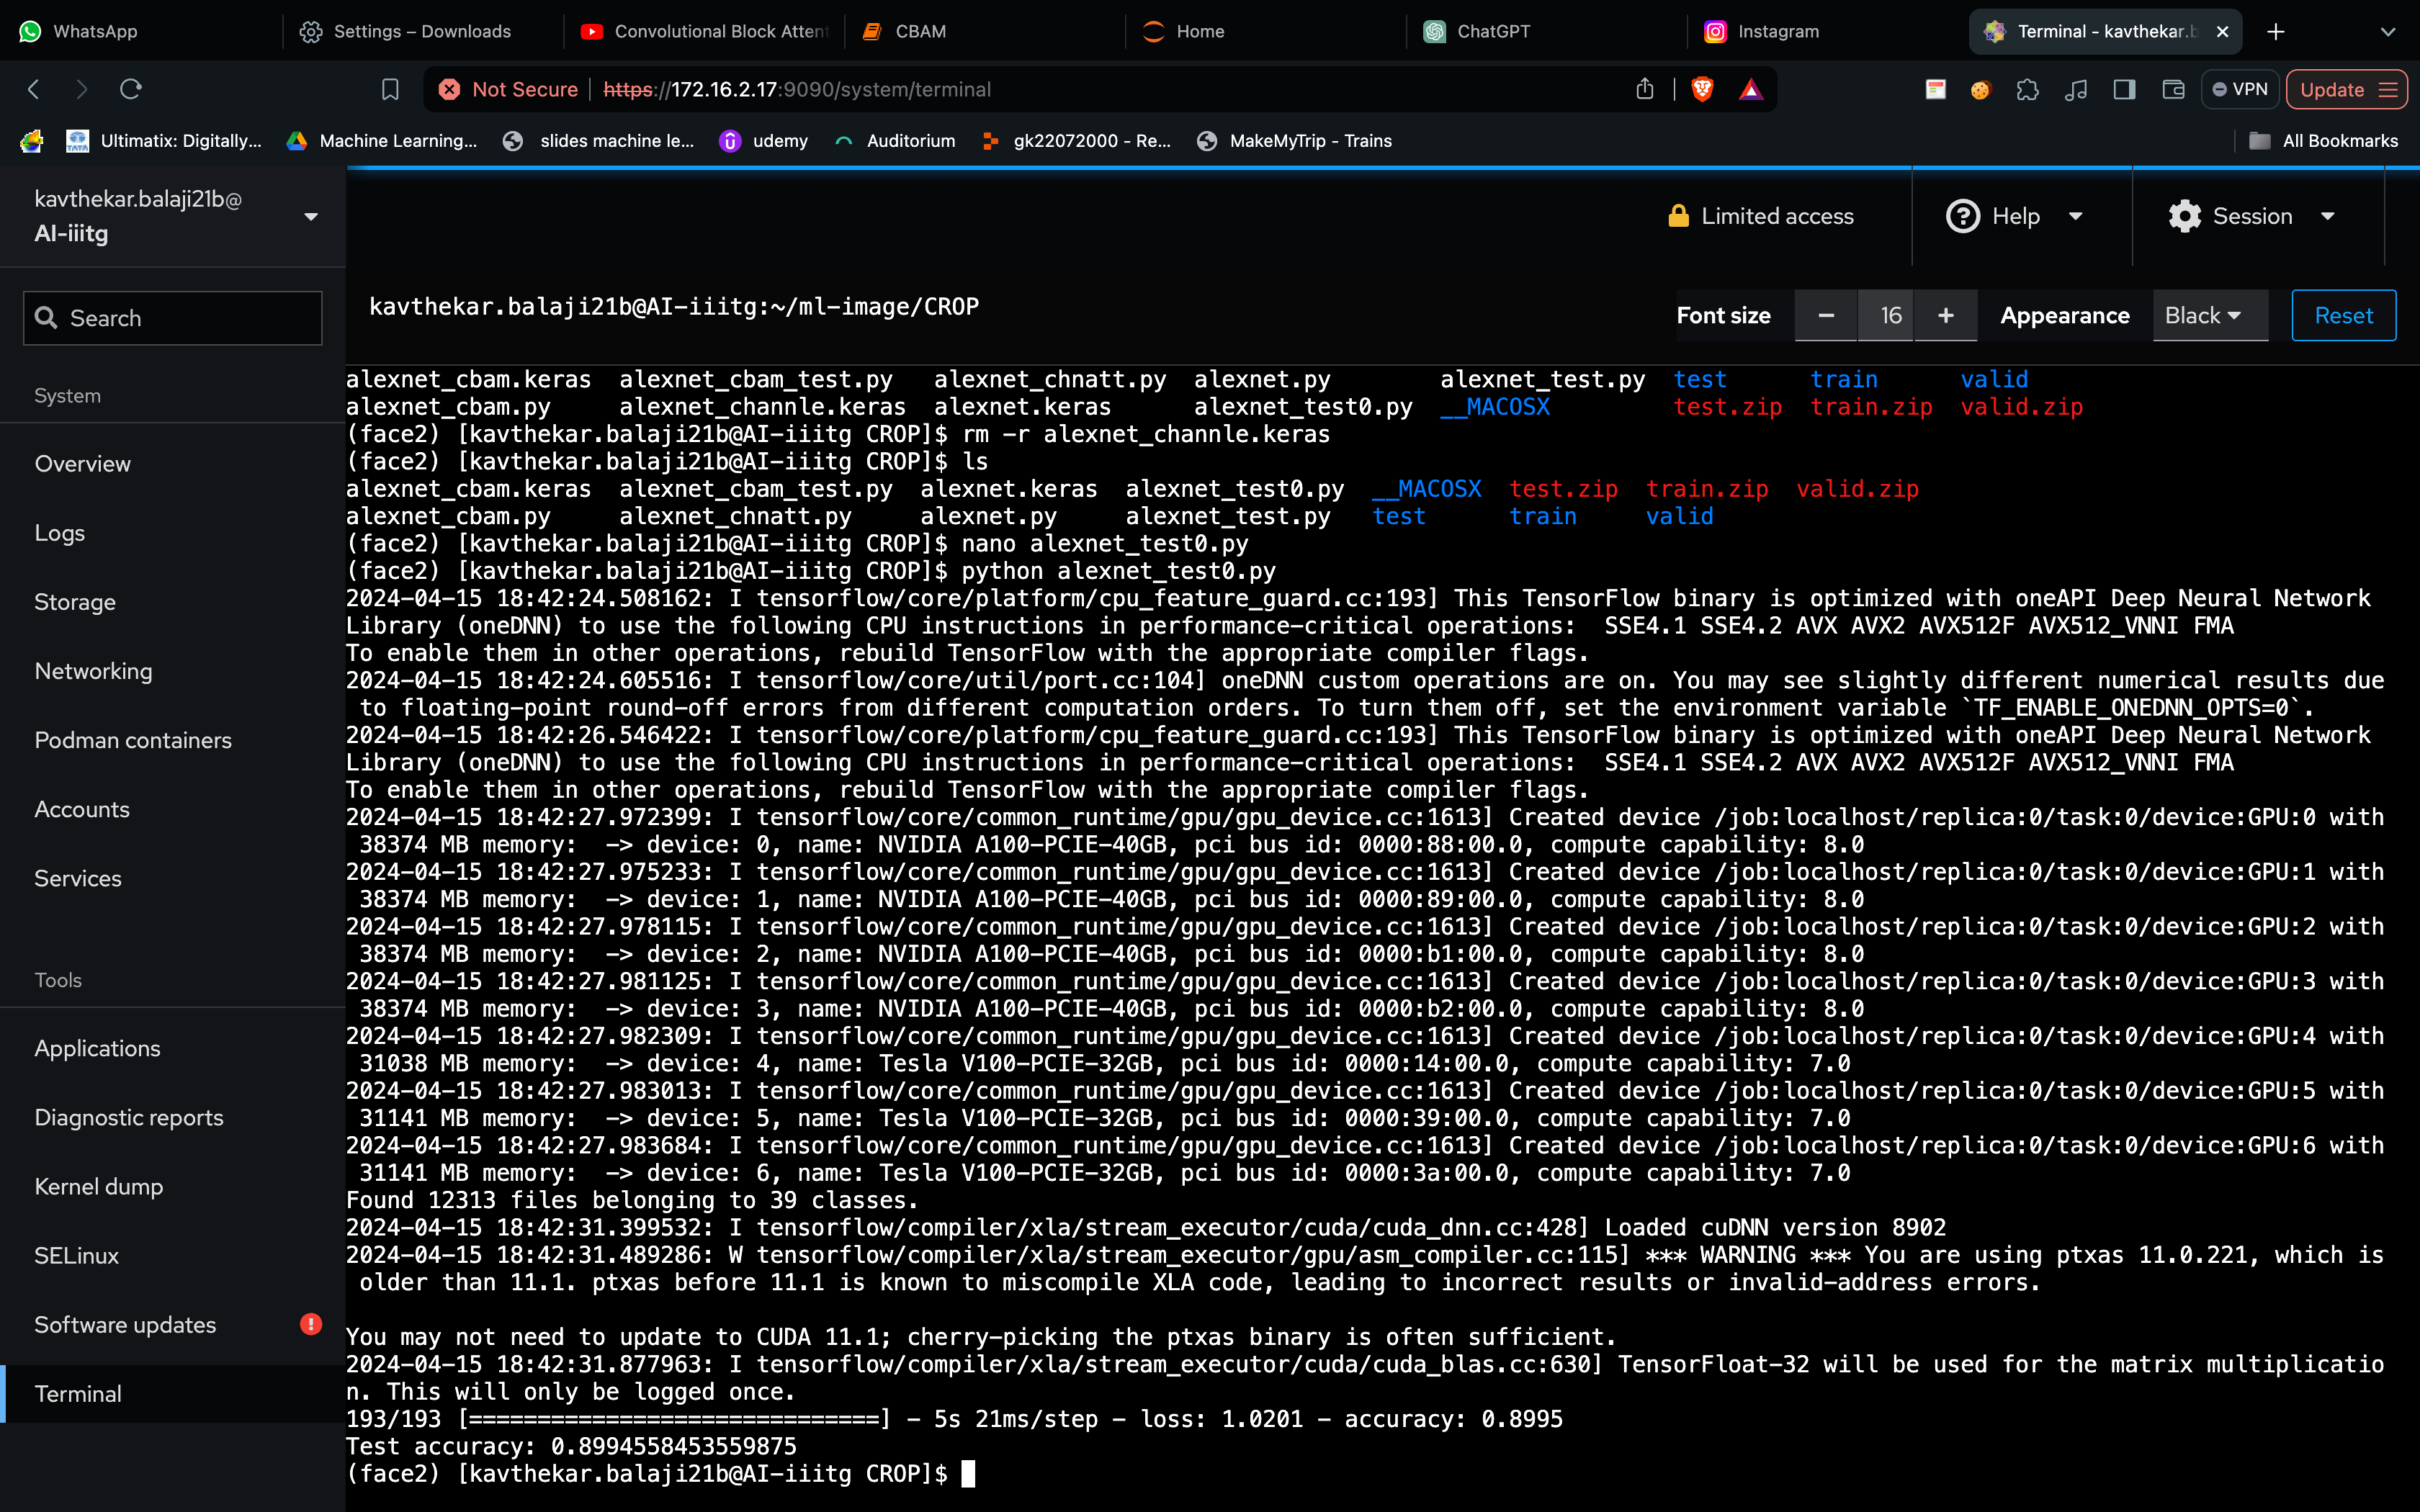 WhatsApp
Settings – Downloads
Convolutional Block Attent
CBAM
Home
ChatGPT
Instagram
Terminal - kavthekar.b
Not Secure https://172.16.2.17:9090/system/terminal
VPN
Update
Ultimatix: Digitally...
Machine Learning...
slides machine le...
udemy
Auditorium
gk22072000 - Re...
MakeMyTrip - Trains
All Bookmarks
kavthekar.balaji21b@
AI-iiitg
Limited access
Help
Session
Search
System
Overview
Logs
Storage
Networking
Podman containers
Accounts
Services
Tools
Applications
Diagnostic reports
Kernel dump
SELinux
Software updates
Terminal
kavthekar.balaji21b@AI-iiitg:~/ml-image/CROP
Font size − 16 + Appearance Black Reset
alexnet_cbam.keras alexnet_cbam_test.py alexnet_chnatt.py alexnet.py alexnet_test.py test train valid
alexnet_cbam.py alexnet_channle.keras alexnet.keras alexnet_test0.py __MACOSX test.zip train.zip valid.zip
(face2) [kavthekar.balaji21b@AI-iiitg CROP]$ rm -r alexnet_channle.keras
(face2) [kavthekar.balaji21b@AI-iiitg CROP]$ ls
alexnet_cbam.keras alexnet_cbam_test.py alexnet.keras alexnet_test0.py __MACOSX test.zip train.zip valid.zip
alexnet_cbam.py alexnet_chnatt.py alexnet.py alexnet_test.py test train valid
(face2) [kavthekar.balaji21b@AI-iiitg CROP]$ nano alexnet_test0.py
(face2) [kavthekar.balaji21b@AI-iiitg CROP]$ python alexnet_test0.py
2024-04-15 18:42:24.508162: I tensorflow/core/platform/cpu_feature_guard.cc:193] This TensorFlow binary is optimized with oneAPI Deep Neural Network
Library (oneDNN) to use the following CPU instructions in performance-critical operations: SSE4.1 SSE4.2 AVX AVX2 AVX512F AVX512_VNNI FMA
To enable them in other operations, rebuild TensorFlow with the appropriate compiler flags.
2024-04-15 18:42:24.605516: I tensorflow/core/util/port.cc:104] oneDNN custom operations are on. You may see slightly different numerical results due
to floating-point round-off errors from different computation orders. To turn them off, set the environment variable `TF_ENABLE_ONEDNN_OPTS=0`.
2024-04-15 18:42:26.546422: I tensorflow/core/platform/cpu_feature_guard.cc:193] This TensorFlow binary is optimized with oneAPI Deep Neural Network
Library (oneDNN) to use the following CPU instructions in performance-critical operations: SSE4.1 SSE4.2 AVX AVX2 AVX512F AVX512_VNNI FMA
To enable them in other operations, rebuild TensorFlow with the appropriate compiler flags.
2024-04-15 18:42:27.972399: I tensorflow/core/common_runtime/gpu/gpu_device.cc:1613] Created device /job:localhost/replica:0/task:0/device:GPU:0 with
38374 MB memory: -> device: 0, name: NVIDIA A100-PCIE-40GB, pci bus id: 0000:88:00.0, compute capability: 8.0
2024-04-15 18:42:27.975233: I tensorflow/core/common_runtime/gpu/gpu_device.cc:1613] Created device /job:localhost/replica:0/task:0/device:GPU:1 with
38374 MB memory: -> device: 1, name: NVIDIA A100-PCIE-40GB, pci bus id: 0000:89:00.0, compute capability: 8.0
2024-04-15 18:42:27.978115: I tensorflow/core/common_runtime/gpu/gpu_device.cc:1613] Created device /job:localhost/replica:0/task:0/device:GPU:2 with
38374 MB memory: -> device: 2, name: NVIDIA A100-PCIE-40GB, pci bus id: 0000:b1:00.0, compute capability: 8.0
2024-04-15 18:42:27.981125: I tensorflow/core/common_runtime/gpu/gpu_device.cc:1613] Created device /job:localhost/replica:0/task:0/device:GPU:3 with
38374 MB memory: -> device: 3, name: NVIDIA A100-PCIE-40GB, pci bus id: 0000:b2:00.0, compute capability: 8.0
2024-04-15 18:42:27.982309: I tensorflow/core/common_runtime/gpu/gpu_device.cc:1613] Created device /job:localhost/replica:0/task:0/device:GPU:4 with
31038 MB memory: -> device: 4, name: Tesla V100-PCIE-32GB, pci bus id: 0000:14:00.0, compute capability: 7.0
2024-04-15 18:42:27.983013: I tensorflow/core/common_runtime/gpu/gpu_device.cc:1613] Created device /job:localhost/replica:0/task:0/device:GPU:5 with
31141 MB memory: -> device: 5, name: Tesla V100-PCIE-32GB, pci bus id: 0000:39:00.0, compute capability: 7.0
2024-04-15 18:42:27.983684: I tensorflow/core/common_runtime/gpu/gpu_device.cc:1613] Created device /job:localhost/replica:0/task:0/device:GPU:6 with
31141 MB memory: -> device: 6, name: Tesla V100-PCIE-32GB, pci bus id: 0000:3a:00.0, compute capability: 7.0
Found 12313 files belonging to 39 classes.
2024-04-15 18:42:31.399532: I tensorflow/compiler/xla/stream_executor/cuda/cuda_dnn.cc:428] Loaded cuDNN version 8902
2024-04-15 18:42:31.489286: W tensorflow/compiler/xla/stream_executor/gpu/asm_compiler.cc:115] *** WARNING *** You are using ptxas 11.0.221, which is
older than 11.1. ptxas before 11.1 is known to miscompile XLA code, leading to incorrect results or invalid-address errors.
You may not need to update to CUDA 11.1; cherry-picking the ptxas binary is often sufficient.
2024-04-15 18:42:31.877963: I tensorflow/compiler/xla/stream_executor/cuda/cuda_blas.cc:630] TensorFloat-32 will be used for the matrix multiplicatio
n. This will only be logged once.
193/193 [==============================] - 5s 21ms/step - loss: 1.0201 - accuracy: 0.8995
Test accuracy: 0.8994558453559875
(face2) [kavthekar.balaji21b@AI-iiitg CROP]$